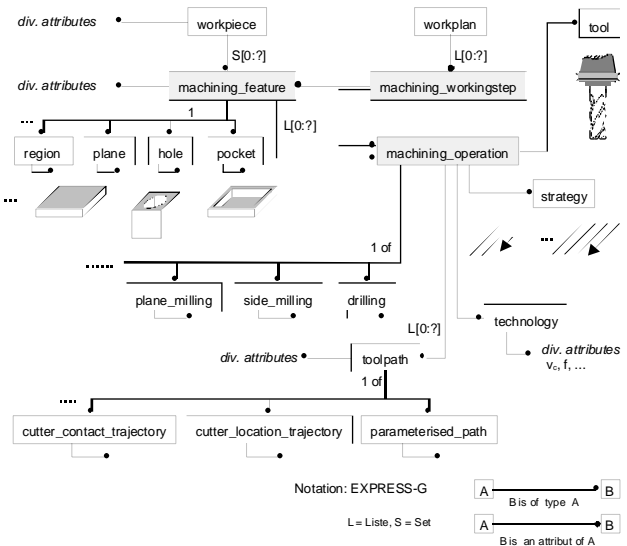 div. attributes
workpiece
workplan
tool
S[0:?]
L[0:?]
div. attributes
machining_feature
machining_workingstep
1
L[0:?]
region
plane
hole
pocket
machining_operation
strategy
1 of
plane_milling
side_milling
drilling
technology
L[0:?]
div. attributes
toolpath
div. attributes
v_c, f, ...
1 of
cutter_contact_trajectory
cutter_location_trajectory
parameterised_path
Notation: EXPRESS-G
A
B
B is of type A
L = Liste, S = Set
A
B
B is an attribut of A